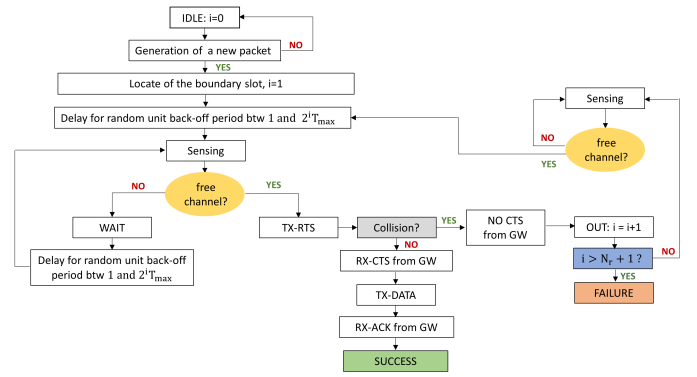 IDLE: i=0
Generation of a new packet
NO
YES
Locate of the boundary slot, i=1
Delay for random unit back-off period btw 1 and 2^iT_max
Sensing
free
channel?
NO
YES
WAIT
Delay for random unit back-off
period btw 1 and 2^iT_max
TX-RTS
Collision?
YES
NO
NO CTS
from GW
RX-CTS from GW
TX-DATA
RX-ACK from GW
SUCCESS
OUT: i = i+1
i > N_r + 1 ?
NO
YES
FAILURE
Sensing
NO
free
channel?
YES